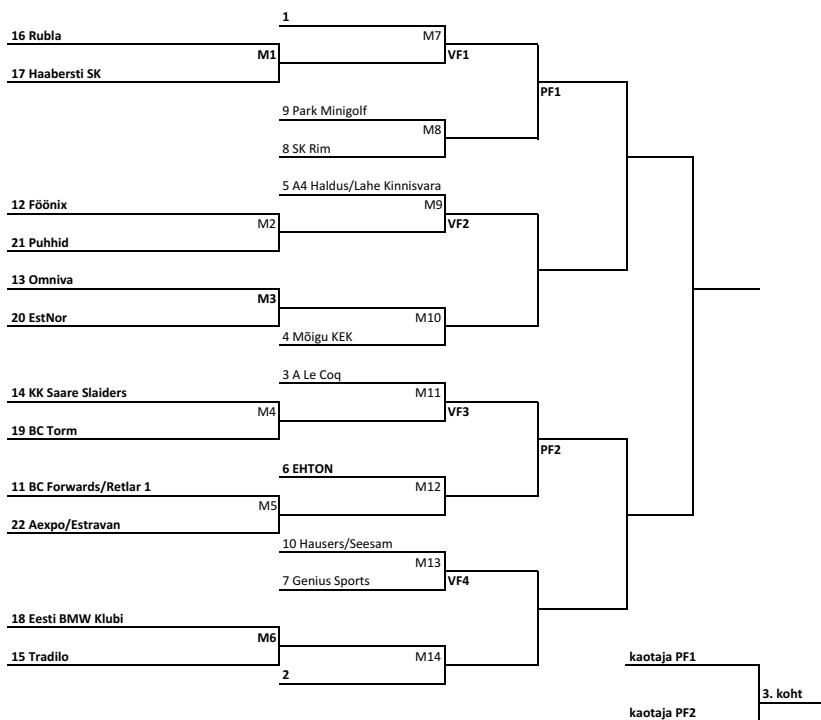 1
16 Rubla
M7
M1
VF1
17 Haabersti SK
PF1
9 Park Minigolf
M8
8 SK Rim
5 A4 Haldus/Lahe Kinnisvara
12 Föönix
M9
M2
VF2
21 Puhhid
13 Omniva
M3
20 EstNor
M10
4 Mõigu KEK
3 A Le Coq
14 KK Saare Slaiders
M11
M4
VF3
19 BC Torm
PF2
6 EHTON
11 BC Forwards/Retlar 1
M12
M5
22 Aexpo/Estravan
10 Hausers/Seesam
M13
7 Genius Sports
VF4
18 Eesti BMW Klubi
M6
15 Tradilo
M14
kaotaja PF1
2
3. koht
kaotaja PF2